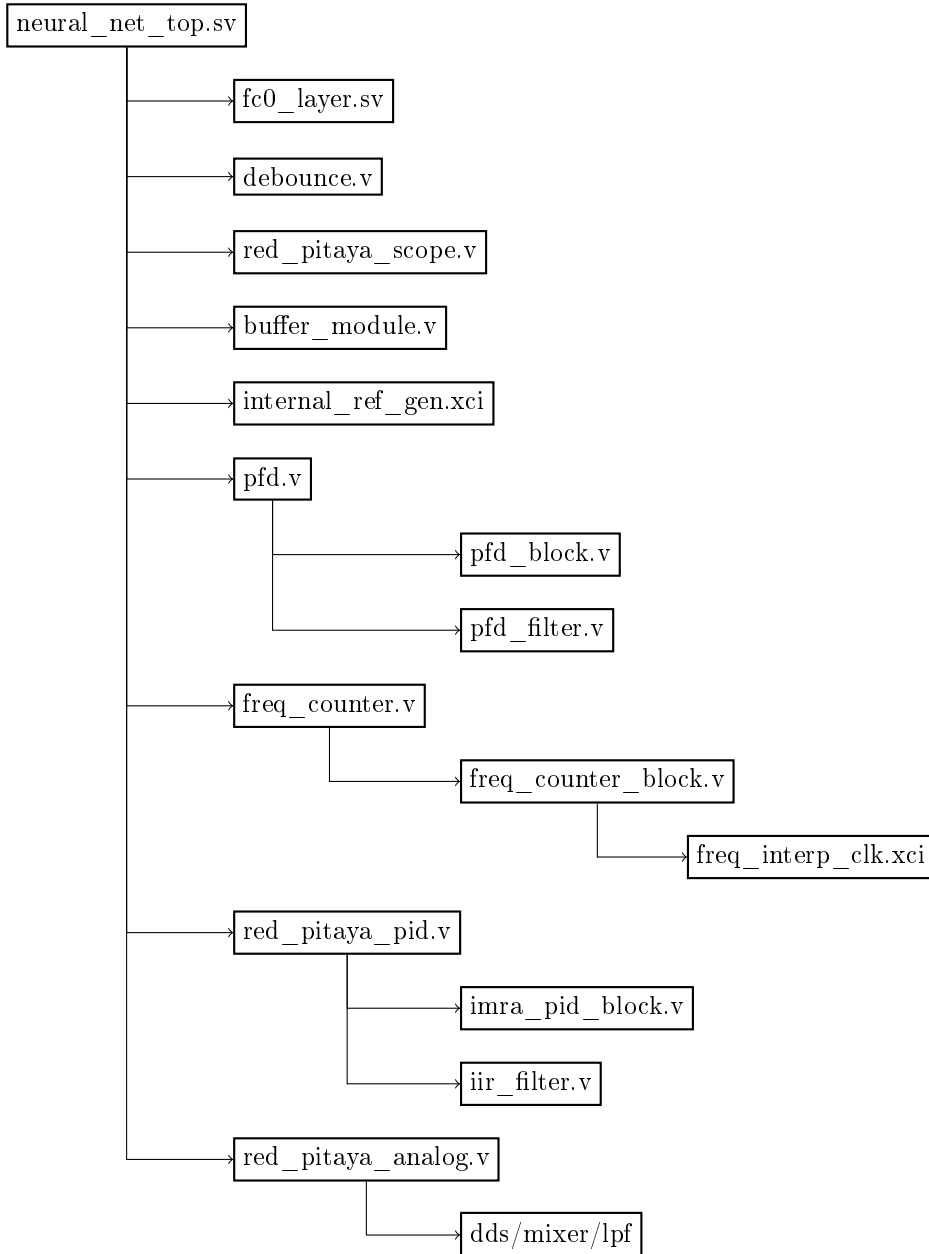 neural_net_top.sv
fc0_layer.sv
debounce.v
red_pitaya_scope.v
buffer_module.v
internal_ref_gen.xci
pfd.v
pfd_block.v
pfd_filter.v
freq_counter.v
freq_counter_block.v
freq_interp_clk.xci
red_pitaya_pid.v
imra_pid_block.v
iir_filter.v
red_pitaya_analog.v
dds/mixer/lpf